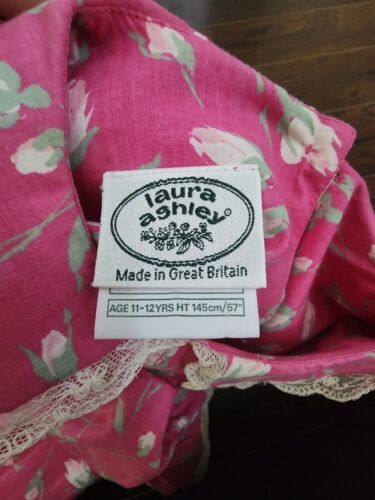 laura
ashley®
Made in Great Britain
AGE 11-12YRS HT 145cm/57"